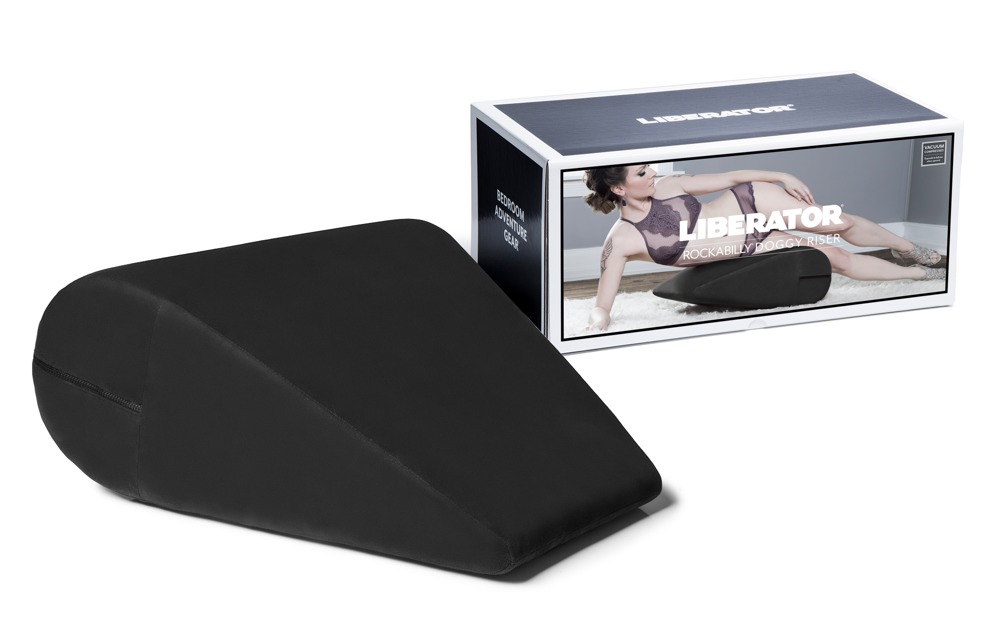 LIBERATOR®
VACUUM
COMPRESSED
BEDROOM
ADVENTURE
GEAR
LIBERATOR®
ROCKABILLY DOGGY RISER